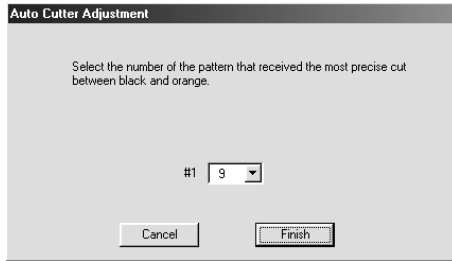 Auto Cutter Adjustment
Select the number of the pattern that received the most precise cut
between black and orange.
#1 9
Cancel Finish